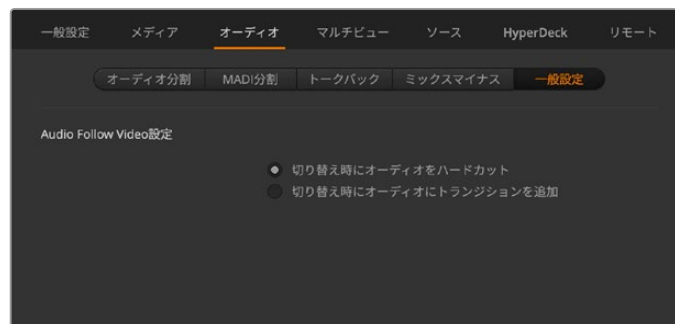 一般設定 メディア オーディオ マルチビュー ソース HyperDeck リモート
オーディオ分割 MADI分割 トークバック ミックスマイナス 一般設定
Audio Follow Video設定
切り替え時にオーディオをハードカット
切り替え時にオーディオにトランジションを追加